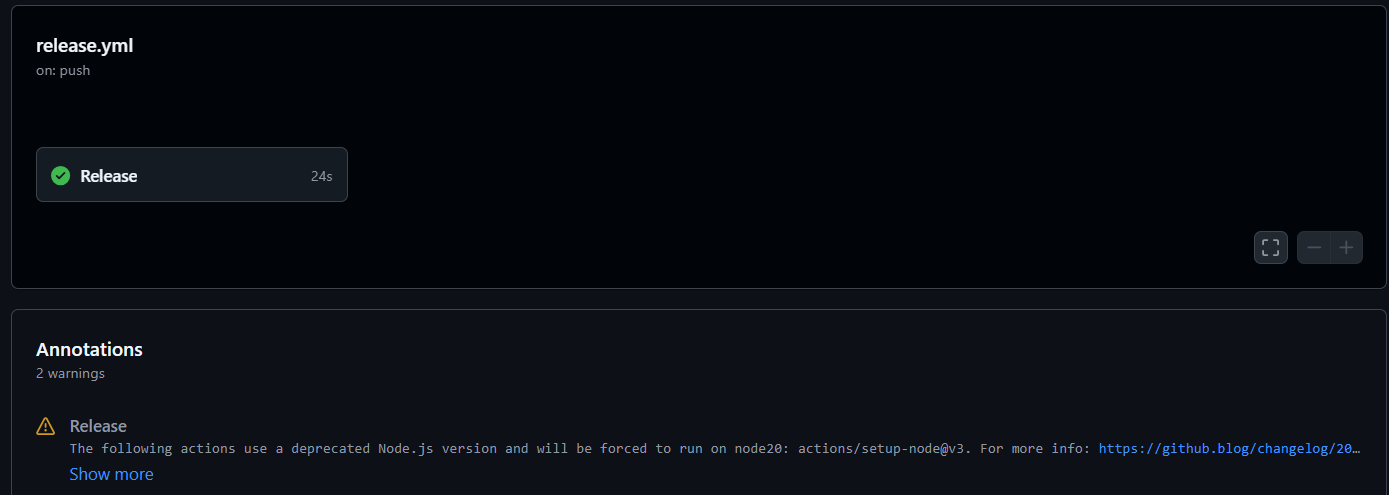 release.yml
on: push
Release 24s
Annotations
2 warnings
Release
The following actions use a deprecated Node.js version and will be forced to run on node20: actions/setup-node@v3. For more info: https://github.blog/changelog/20…
Show more